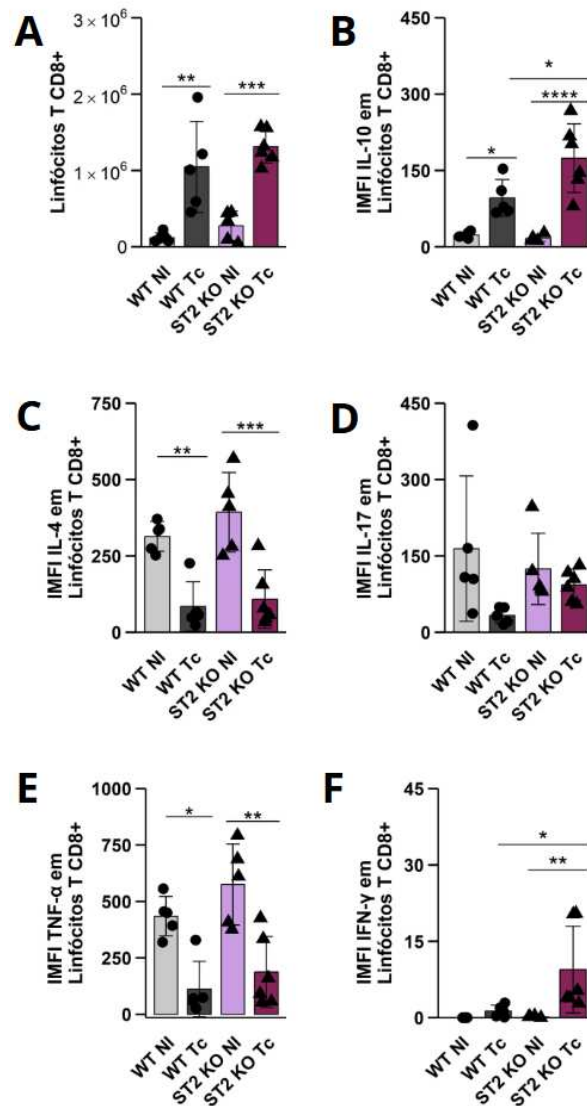 A
Linfócitos T CD8+
3 × 10⁶
2 × 10⁶
1 × 10⁶
0
**
***
WT NI
WT Tc
ST2 KO NI
ST2 KO Tc
B
IMFI IL-10 em
Linfócitos T CD8+
450
300
150
0
*
****
*
WT NI
WT Tc
ST2 KO NI
ST2 KO Tc
C
IMFI IL-4 em
Linfócitos T CD8+
750
500
250
0
**
***
WT NI
WT Tc
ST2 KO NI
ST2 KO Tc
D
IMFI IL-17 em
Linfócitos T CD8+
450
300
150
0
WT NI
WT Tc
ST2 KO NI
ST2 KO Tc
E
IMFI TNF-α em
Linfócitos T CD8+
1000
750
500
250
0
*
**
WT NI
WT Tc
ST2 KO NI
ST2 KO Tc
F
IMFI IFN-γ em
Linfócitos T CD8+
45
30
15
0
*
**
WT NI
WT Tc
ST2 KO NI
ST2 KO Tc